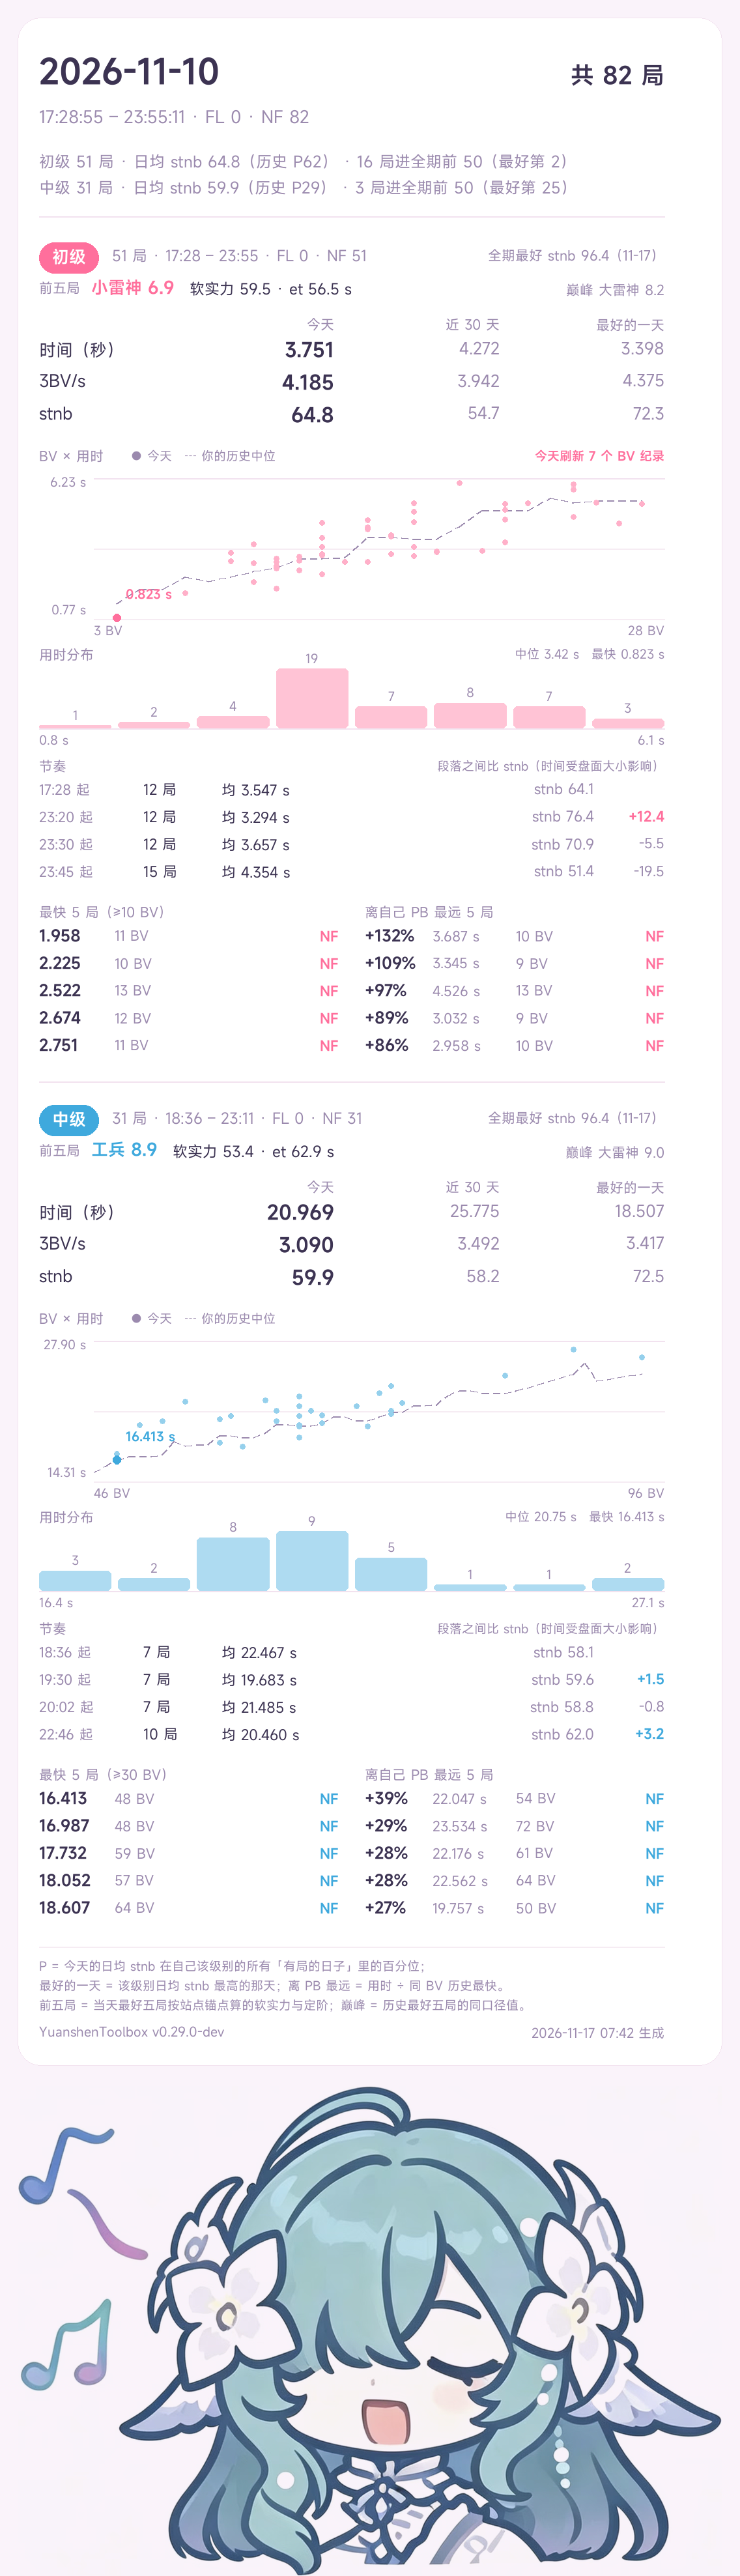 2026-11-10 共 82 局
17:28:55 – 23:55:11 · FL 0 · NF 82
初级 51 局 · 日均 stnb 64.8（历史 P62） · 16 局进全期前 50（最好第 2）
中级 31 局 · 日均 stnb 59.9（历史 P29） · 3 局进全期前 50（最好第 25）
初级 51 局 · 17:28 – 23:55 · FL 0 · NF 51 全期最好 stnb 96.4（11-17）
前五局 小雷神 6.9 软实力 59.5 · et 56.5 s 巅峰 大雷神 8.2
今天 近 30 天 最好的一天
时间（秒） 3.751 4.272 3.398
3BV/s 4.185 3.942 4.375
stnb 64.8 54.7 72.3
BV × 用时 ● 今天 --- 你的历史中位 今天刷新 7 个 BV 纪录
6.23 s
0.823 s
0.77 s
3 BV 28 BV
用时分布 中位 3.42 s 最快 0.823 s
1 2 4 19 7 8 7 3
0.8 s 6.1 s
节奏 段落之间比 stnb（时间受盘面大小影响）
17:28 起 12 局 均 3.547 s stnb 64.1
23:20 起 12 局 均 3.294 s stnb 76.4 +12.4
23:30 起 12 局 均 3.657 s stnb 70.9 -5.5
23:45 起 15 局 均 4.354 s stnb 51.4 -19.5
最快 5 局（≥10 BV） 离自己 PB 最远 5 局
1.958 11 BV NF +132% 3.687 s 10 BV NF
2.225 10 BV NF +109% 3.345 s 9 BV NF
2.522 13 BV NF +97% 4.526 s 13 BV NF
2.674 12 BV NF +89% 3.032 s 9 BV NF
2.751 11 BV NF +86% 2.958 s 10 BV NF
中级 31 局 · 18:36 – 23:11 · FL 0 · NF 31 全期最好 stnb 96.4（11-17）
前五局 工兵 8.9 软实力 53.4 · et 62.9 s 巅峰 大雷神 9.0
今天 近 30 天 最好的一天
时间（秒） 20.969 25.775 18.507
3BV/s 3.090 3.492 3.417
stnb 59.9 58.2 72.5
BV × 用时 ● 今天 --- 你的历史中位
27.90 s
16.413 s
14.31 s
46 BV 96 BV
用时分布 中位 20.75 s 最快 16.413 s
3 2 8 9 5 1 1 2
16.4 s 27.1 s
节奏 段落之间比 stnb（时间受盘面大小影响）
18:36 起 7 局 均 22.467 s stnb 58.1
19:30 起 7 局 均 19.683 s stnb 59.6 +1.5
20:02 起 7 局 均 21.485 s stnb 58.8 -0.8
22:46 起 10 局 均 20.460 s stnb 62.0 +3.2
最快 5 局（≥30 BV） 离自己 PB 最远 5 局
16.413 48 BV NF +39% 22.047 s 54 BV NF
16.987 48 BV NF +29% 23.534 s 72 BV NF
17.732 59 BV NF +28% 22.176 s 61 BV NF
18.052 57 BV NF +28% 22.562 s 64 BV NF
18.607 64 BV NF +27% 19.757 s 50 BV NF
P = 今天的日均 stnb 在自己该级别的所有「有局的日子」里的百分位；
最好的一天 = 该级别日均 stnb 最高的那天；离 PB 最远 = 用时 ÷ 同 BV 历史最快。
前五局 = 当天最好五局按站点锚点算的软实力与定阶；巅峰 = 历史最好五局的同口径值。
YuanshenToolbox v0.29.0-dev 2026-11-17 07:42 生成